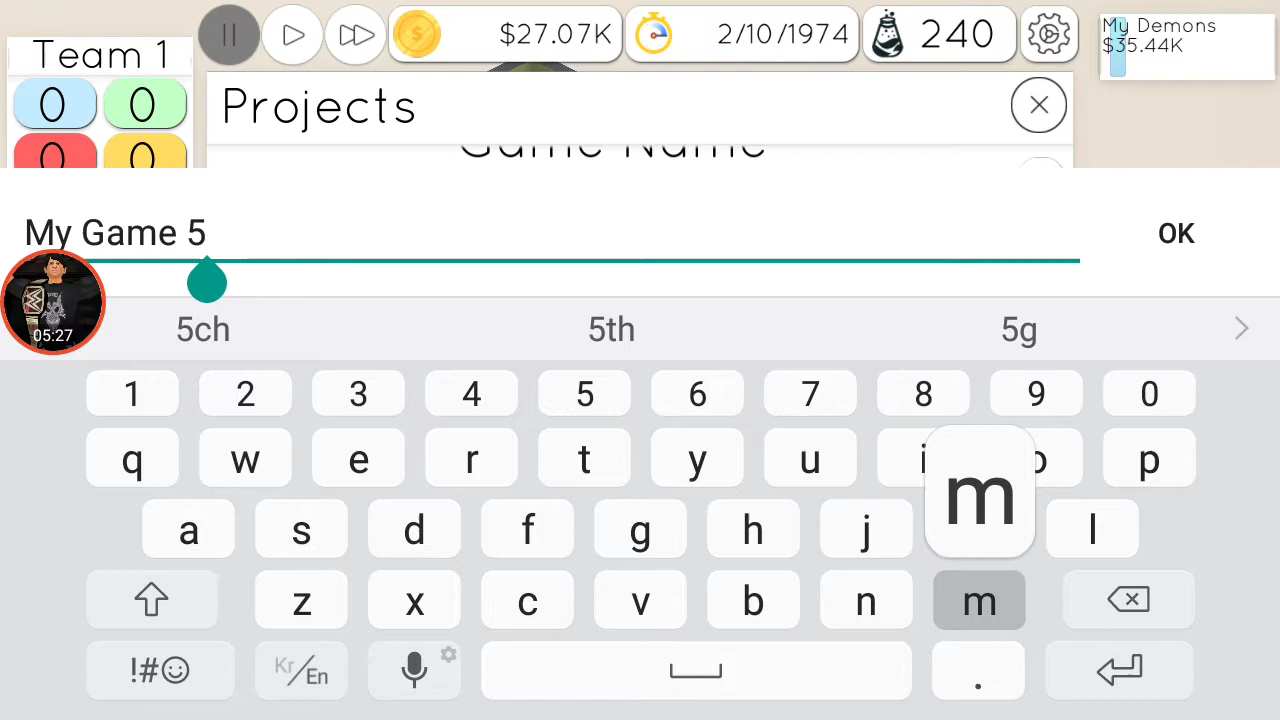 Team 1
$27.07K
2/10/1974
240
My Demons
$35.44K
0 0
0 0
Projects
Game Name
My Game 5
OK
05:27
5ch 5th 5g
1 2 3 4 5 6 7 8 9 0
q w e r t y u i o p
a s d f g h j l
m
z x c v b n m
!#☺ Kr/En .